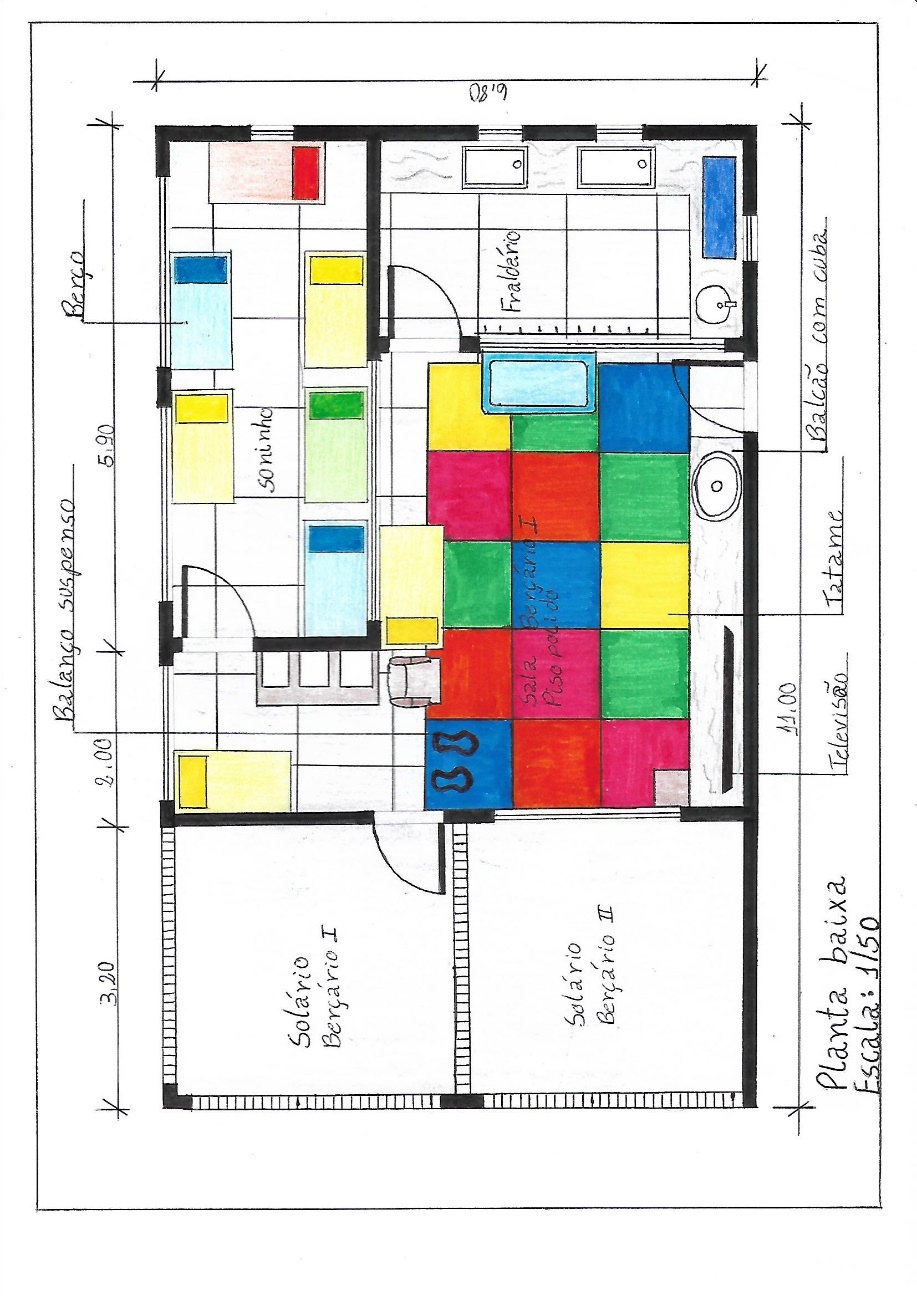 Balanço suspenso
Berço
3,20
2.00
5,90
soninho
Solário
Berçário I
6,80
Fraldário
Sala Berçário I
Piso polido
Solário
Berçário II
11.00
Televisão
Tatame
Balcão com cuba
Planta baixa
Escala: 1/50